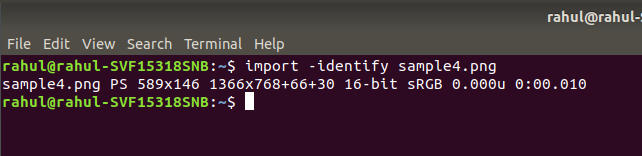 rahul@rahul-S
File Edit View Search Terminal Help
rahul@rahul-SVF15318SNB:~$ import -identify sample4.png
sample4.png PS 589x146 1366x768+66+30 16-bit sRGB 0.000u 0:00.010
rahul@rahul-SVF15318SNB:~$